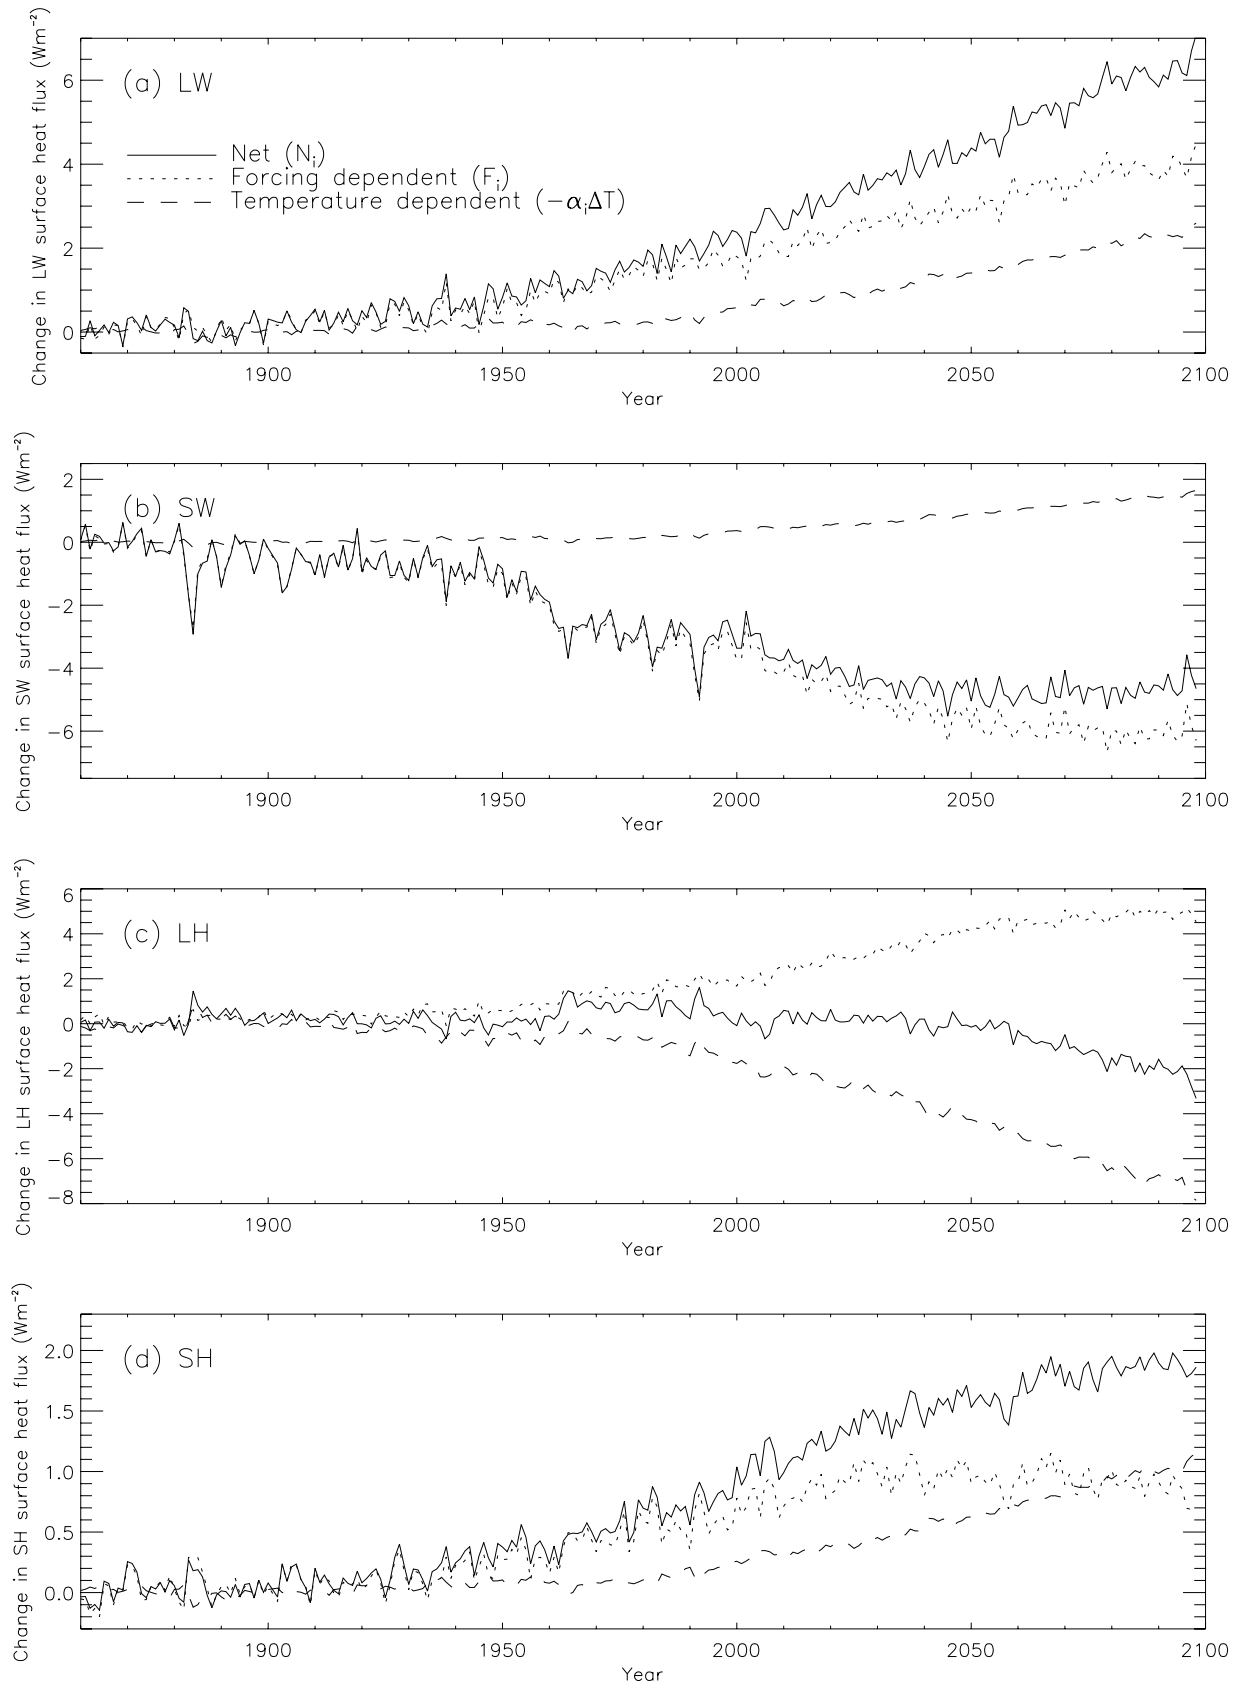 Change in LW surface heat flux (Wm⁻²)
(a) LW
Net (Nᵢ)
Forcing dependent (Fᵢ)
Temperature dependent (−αᵢΔT)
6
4
2
0
1900 1950 2000 2050 2100
Year
Change in SW surface heat flux (Wm⁻²)
(b) SW
2
0
−2
−4
−6
1900 1950 2000 2050 2100
Year
Change in LH surface heat flux (Wm⁻²)
(c) LH
6
4
2
0
−2
−4
−6
−8
1900 1950 2000 2050 2100
Year
Change in SH surface heat flux (Wm⁻²)
(d) SH
2.0
1.5
1.0
0.5
0.0
1900 1950 2000 2050 2100
Year